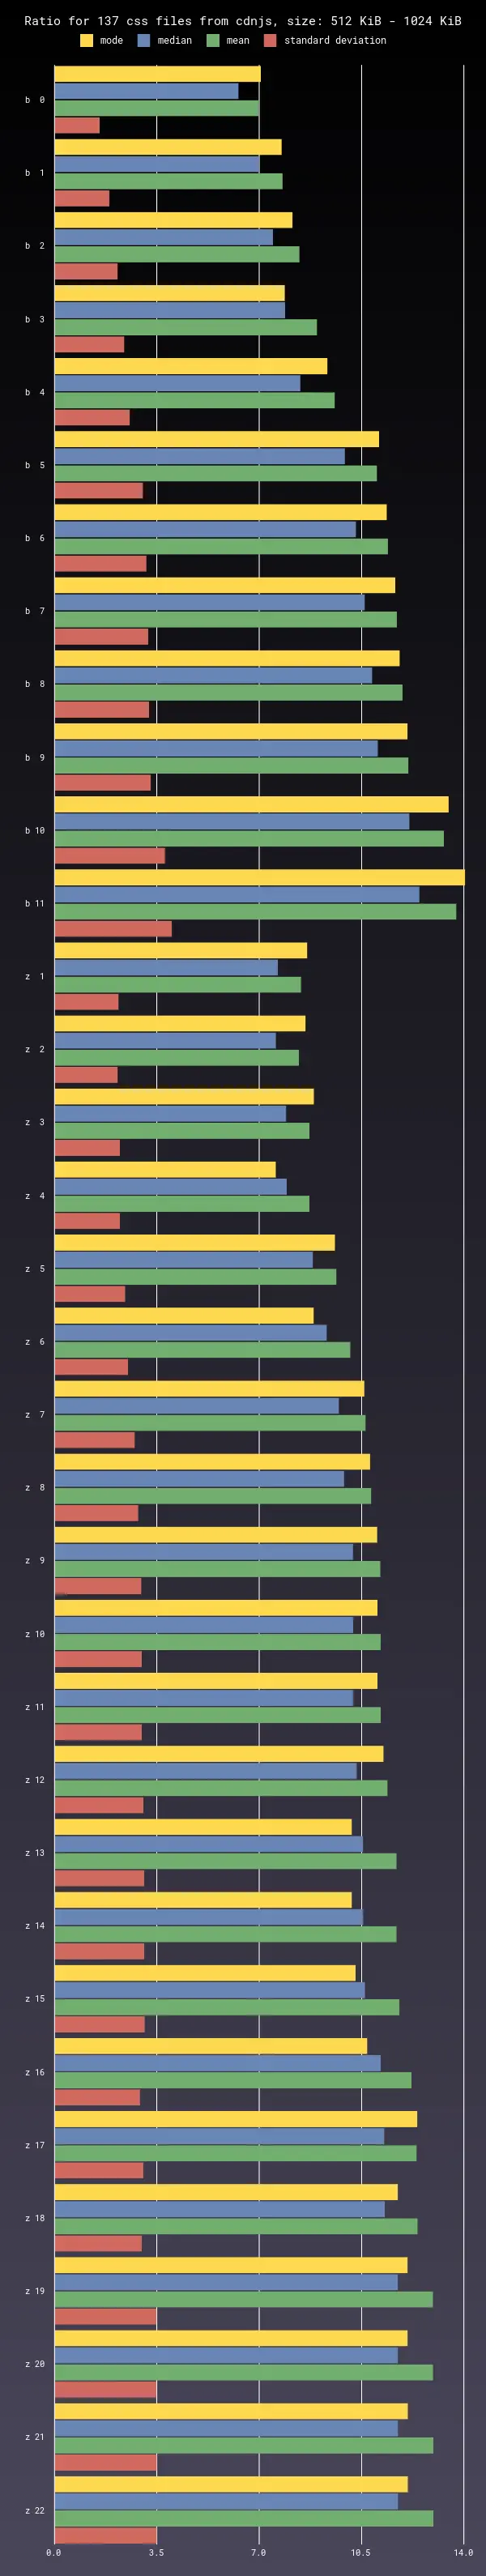 Ratio for 137 css files from cdnjs, size: 512 KiB - 1024 KiB
mode median mean standard deviation
b 0
b 1
b 2
b 3
b 4
b 5
b 6
b 7
b 8
b 9
b 10
b 11
z 1
z 2
z 3
z 4
z 5
z 6
z 7
z 8
z 9
z 10
z 11
z 12
z 13
z 14
z 15
z 16
z 17
z 18
z 19
z 20
z 21
z 22
0.0 3.5 7.0 10.5 14.0